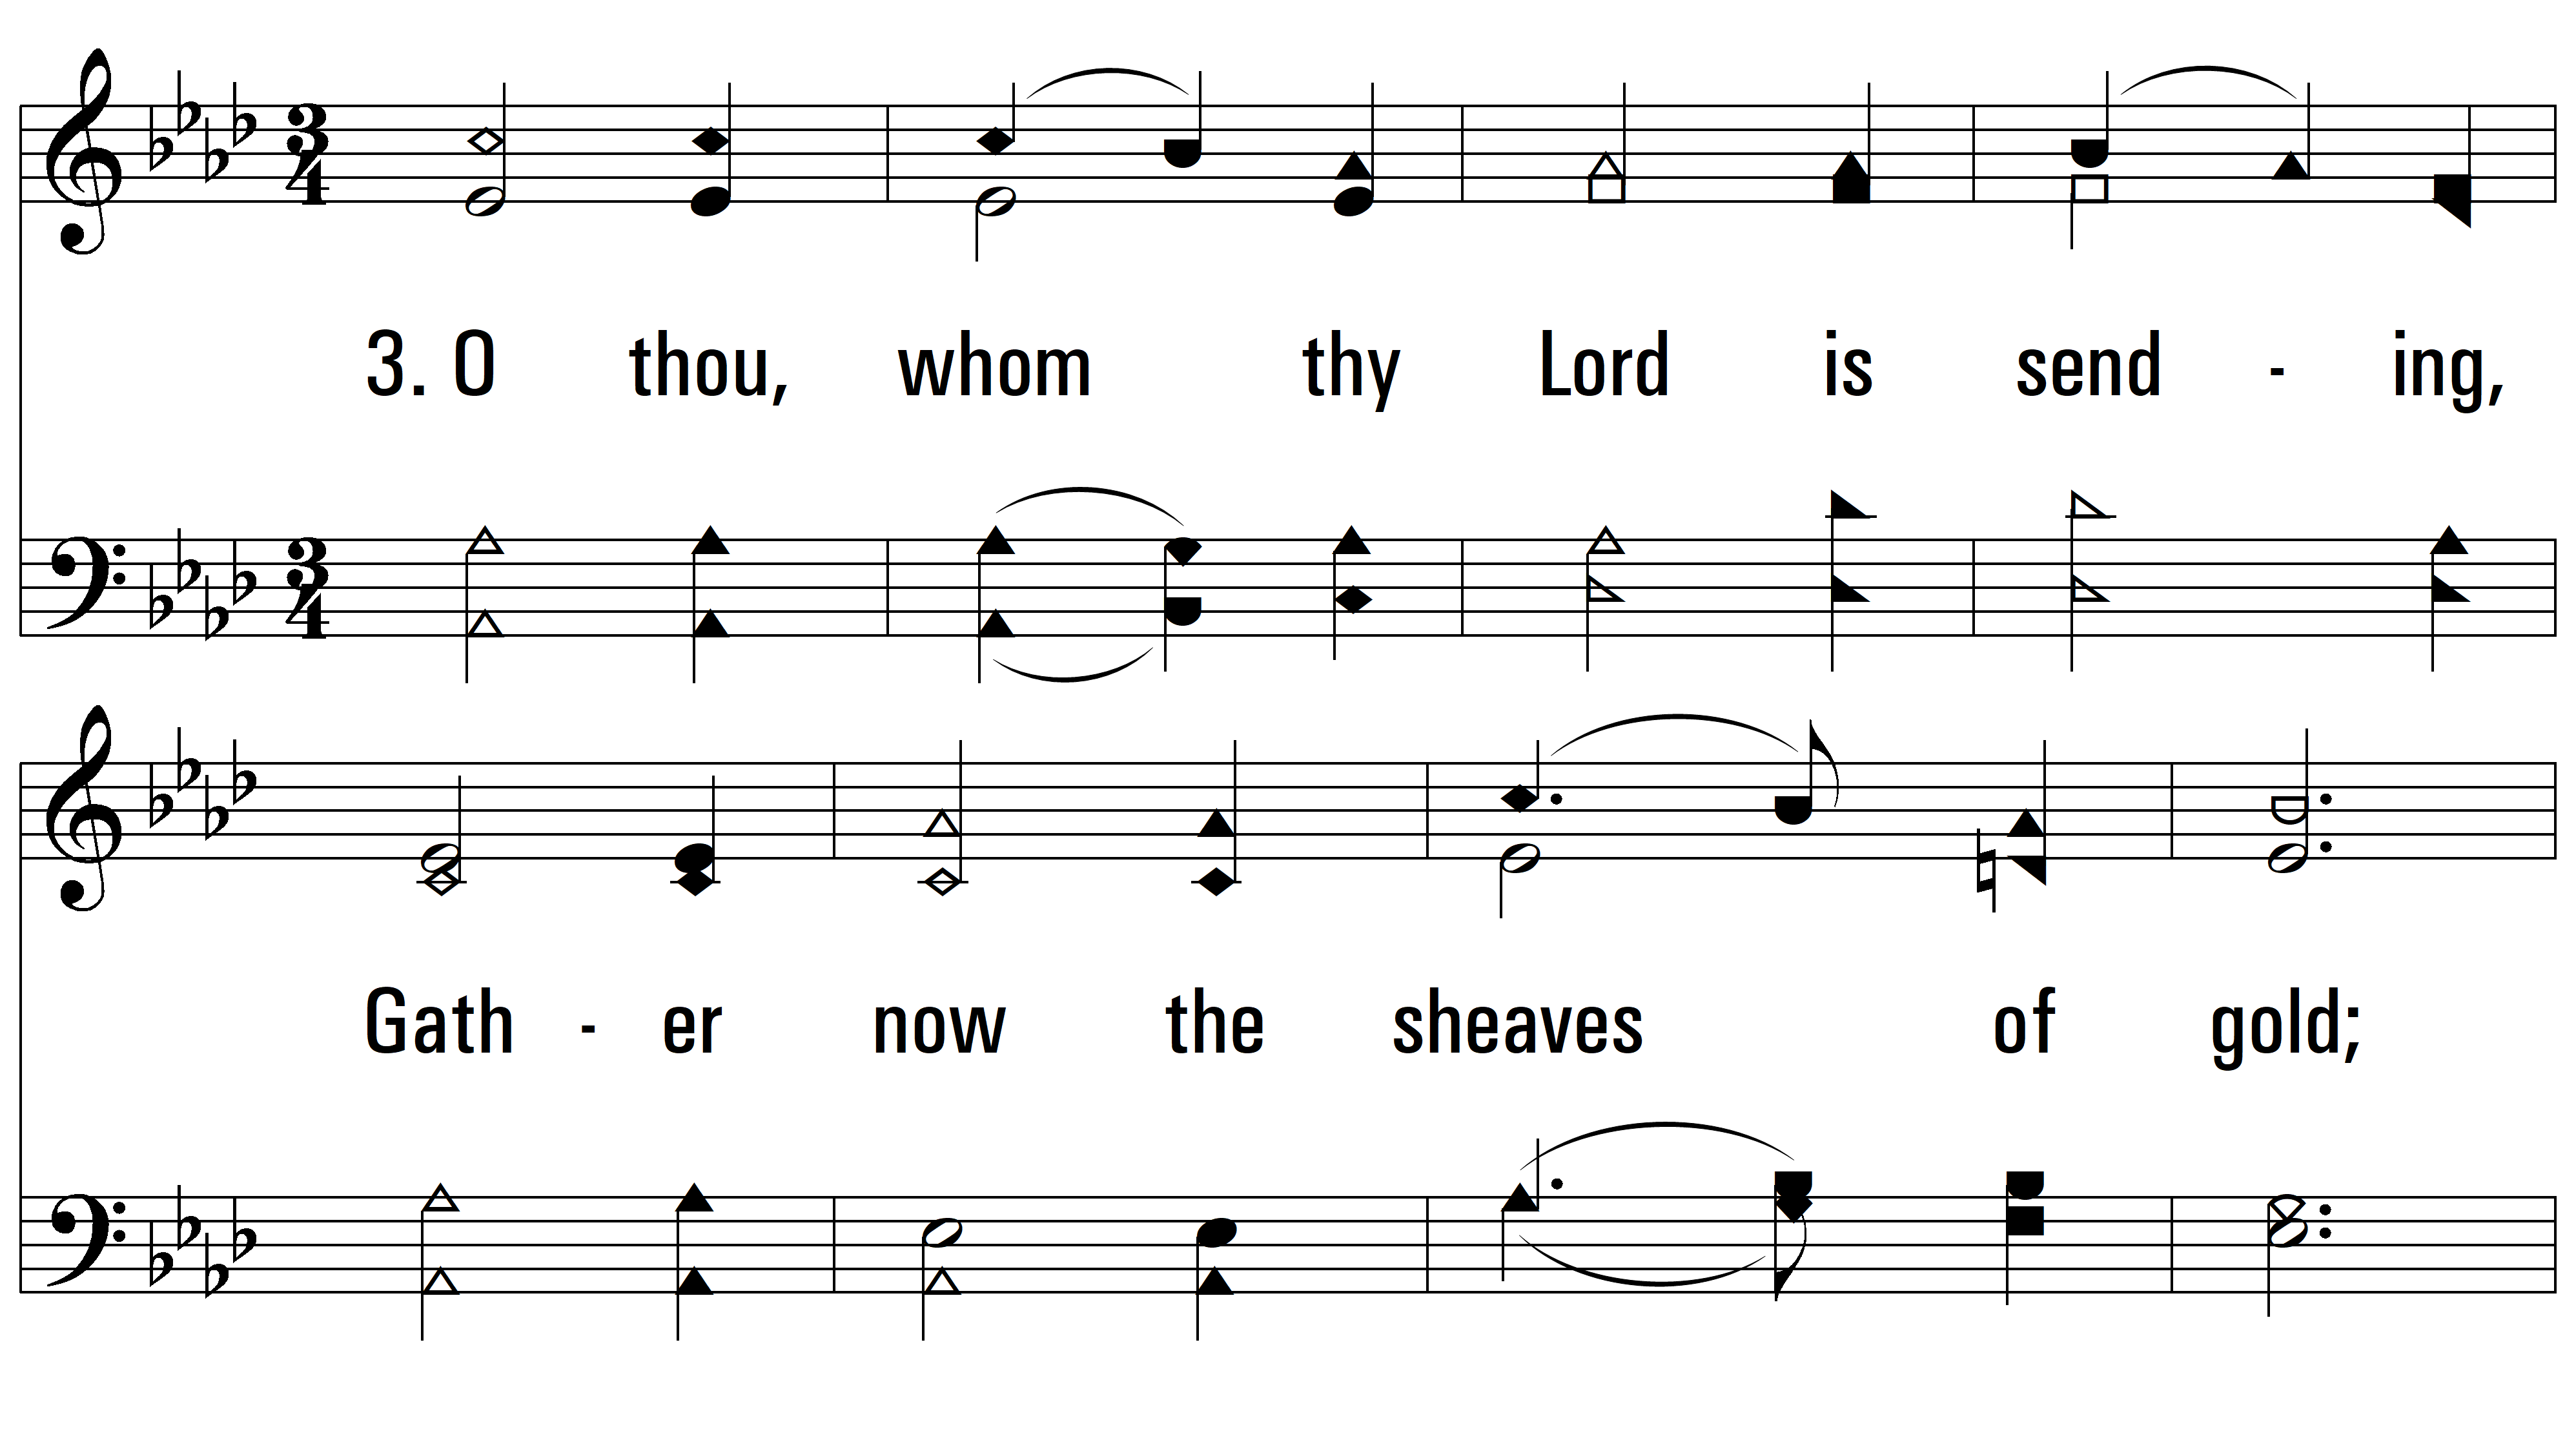 3. O thou, whom thy Lord is send - ing,
Gath - er now the sheaves of gold;